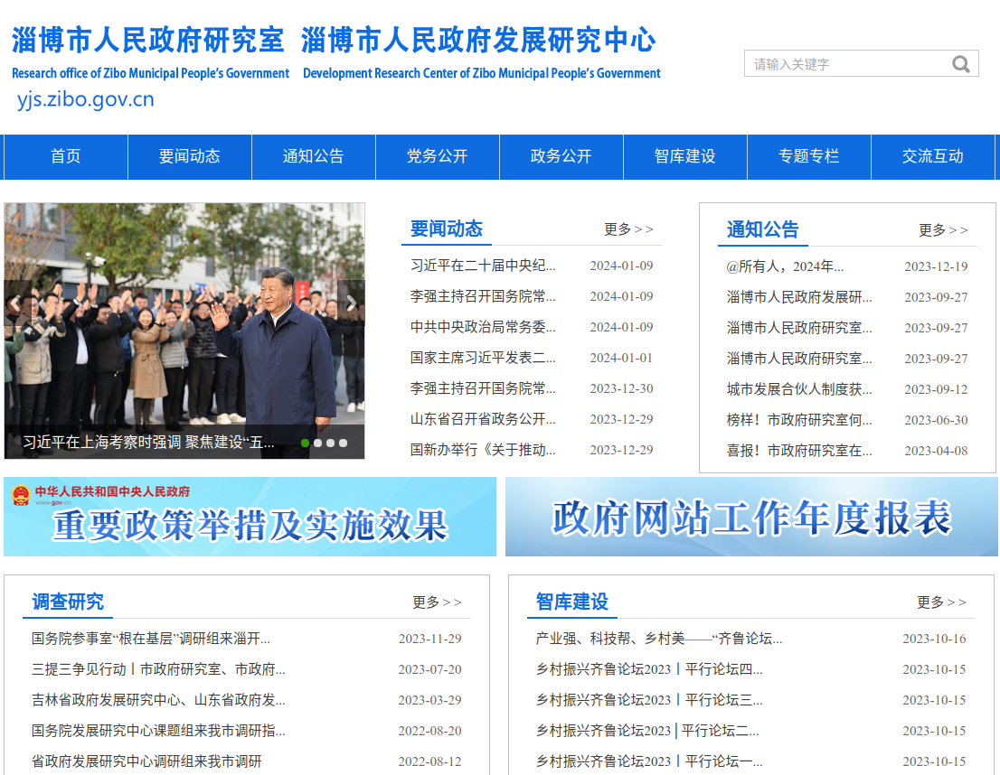 淄博市人民政府研究室 淄博市人民政府发展研究中心
Research office of Zibo Municipal People's Government Development Research Center of Zibo Municipal People's Government
yjs.zibo.gov.cn
请输入关键字
首页 要闻动态 通知公告 党务公开 政务公开 智库建设 专题专栏 交流互动
习近平在上海考察时强调 聚焦建设“五...
要闻动态 更多>>
习近平在二十届中央纪... 2024-01-09
李强主持召开国务院常... 2024-01-09
中共中央政治局常务委... 2024-01-09
国家主席习近平发表二... 2024-01-01
李强主持召开国务院常... 2023-12-30
山东省召开省政务公开... 2023-12-29
国新办举行《关于推动... 2023-12-29
通知公告 更多>>
@所有人，2024年... 2023-12-19
淄博市人民政府发展研... 2023-09-27
淄博市人民政府研究室... 2023-09-27
淄博市人民政府研究室... 2023-09-27
城市发展合伙人制度获... 2023-09-12
榜样！市政府研究室何... 2023-06-30
喜报！市政府研究室在... 2023-04-08
中华人民共和国中央人民政府
www.gov.cn
重要政策举措及实施效果
政府网站工作年度报表
调查研究 更多>>
国务院参事室“根在基层”调研组来淄开... 2023-11-29
三提三争见行动丨市政府研究室、市政府... 2023-07-20
吉林省政府发展研究中心、山东省政府发... 2023-03-29
国务院发展研究中心课题组来我市调研指... 2022-08-20
省政府发展研究中心调研组来我市调研 2022-08-12
智库建设 更多>>
产业强、科技帮、乡村美——“齐鲁论坛... 2023-10-16
乡村振兴齐鲁论坛2023丨平行论坛四... 2023-10-15
乡村振兴齐鲁论坛2023丨平行论坛三... 2023-10-15
乡村振兴齐鲁论坛2023│平行论坛二... 2023-10-15
乡村振兴齐鲁论坛2023丨平行论坛一... 2023-10-15